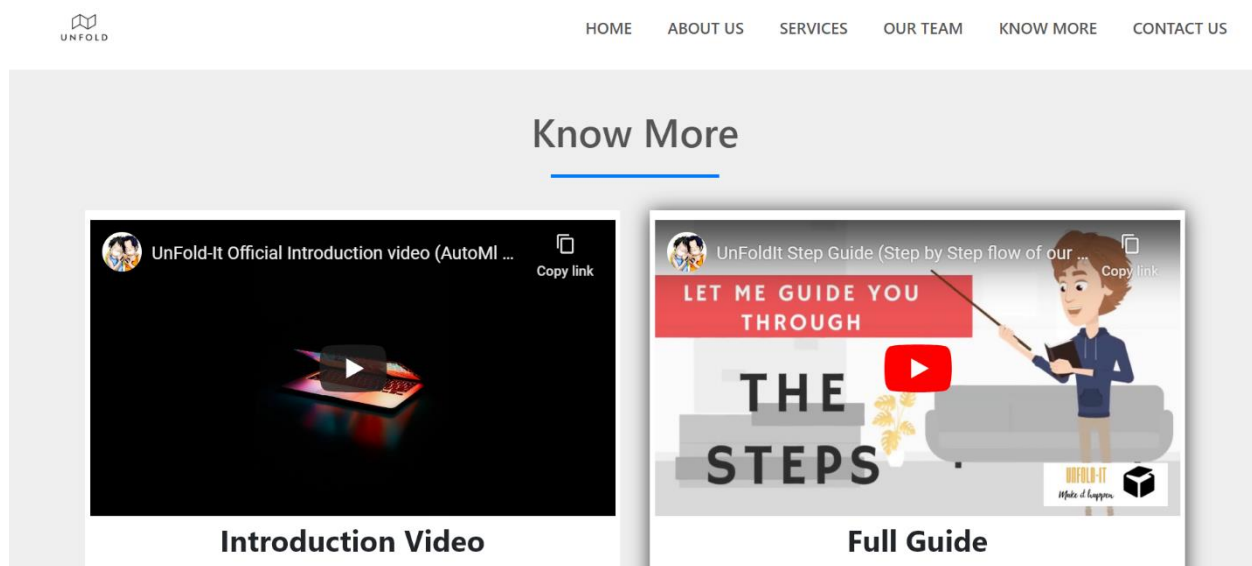 UNFOLD
HOME ABOUT US SERVICES OUR TEAM KNOW MORE CONTACT US
Know More
UnFold-It Official Introduction video (AutoMl ...
Copy link
Introduction Video
UnFoldIt Step Guide (Step by Step flow of our ...
Copy link
LET ME GUIDE YOU
THROUGH
THE
STEPS
UNFOLD-IT
Make it happen
Full Guide